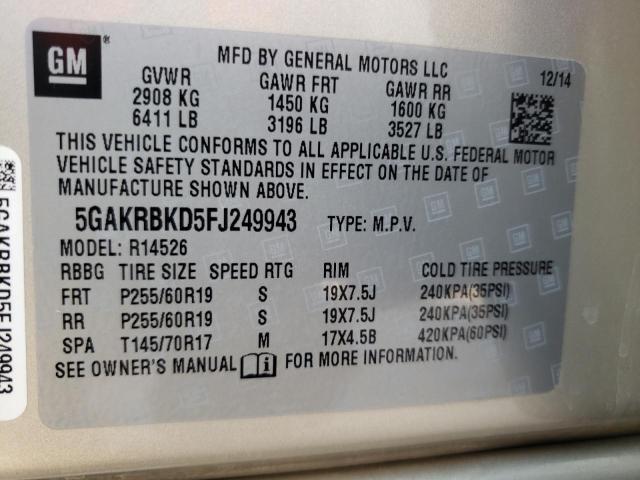 GM
MFD BY GENERAL MOTORS LLC
GVWR GAWR FRT GAWR RR 12/14
2908 KG 1450 KG 1600 KG
6411 LB 3196 LB 3527 LB
THIS VEHICLE CONFORMS TO ALL APPLICABLE U.S. FEDERAL MOTOR
VEHICLE SAFETY STANDARDS IN EFFECT ON THE DATE OF
MANUFACTURE SHOWN ABOVE.
5GAKRBKD5FJ249943 TYPE: M.P.V.
MODEL: R14526
RBBG TIRE SIZE SPEED RTG RIM COLD TIRE PRESSURE
FRT P255/60R19 S 19X7.5J 240KPA(35PSI)
RR P255/60R19 S 19X7.5J 240KPA(35PSI)
SPA T145/70R17 M 17X4.5B 420KPA(60PSI)
SEE OWNER'S MANUAL FOR MORE INFORMATION.
5GAKRBKD5FJ249943